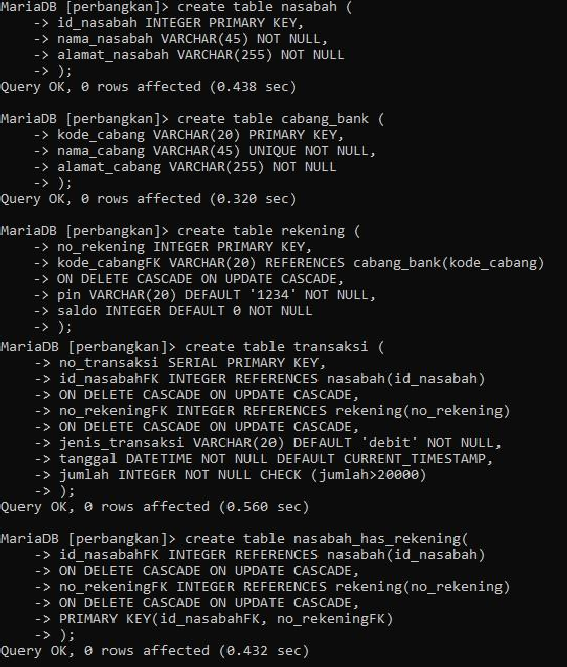 MariaDB [perbangkan]> create table nasabah (
-> id_nasabah INTEGER PRIMARY KEY,
-> nama_nasabah VARCHAR(45) NOT NULL,
-> alamat_nasabah VARCHAR(255) NOT NULL
-> );
Query OK, 0 rows affected (0.438 sec)
MariaDB [perbangkan]> create table cabang_bank (
-> kode_cabang VARCHAR(20) PRIMARY KEY,
-> nama_cabang VARCHAR(45) UNIQUE NOT NULL,
-> alamat_cabang VARCHAR(255) NOT NULL
-> );
Query OK, 0 rows affected (0.320 sec)
MariaDB [perbangkan]> create table rekening (
-> no_rekening INTEGER PRIMARY KEY,
-> kode_cabangFK VARCHAR(20) REFERENCES cabang_bank(kode_cabang)
-> ON DELETE CASCADE ON UPDATE CASCADE,
-> pin VARCHAR(20) DEFAULT '1234' NOT NULL,
-> saldo INTEGER DEFAULT 0 NOT NULL
-> );
MariaDB [perbangkan]> create table transaksi (
-> no_transaksi SERIAL PRIMARY KEY,
-> id_nasabahFK INTEGER REFERENCES nasabah(id_nasabah)
-> ON DELETE CASCADE ON UPDATE CASCADE,
-> no_rekeningFK INTEGER REFERENCES rekening(no_rekening)
-> ON DELETE CASCADE ON UPDATE CASCADE,
-> jenis_transaksi VARCHAR(20) DEFAULT 'debit' NOT NULL,
-> tanggal DATETIME NOT NULL DEFAULT CURRENT_TIMESTAMP,
-> jumlah INTEGER NOT NULL CHECK (jumlah>20000)
-> );
Query OK, 0 rows affected (0.560 sec)
MariaDB [perbangkan]> create table nasabah_has_rekening(
-> id_nasabahFK INTEGER REFERENCES nasabah(id_nasabah)
-> ON DELETE CASCADE ON UPDATE CASCADE,
-> no_rekeningFK INTEGER REFERENCES rekening(no_rekening)
-> ON DELETE CASCADE ON UPDATE CASCADE,
-> PRIMARY KEY(id_nasabahFK, no_rekeningFK)
-> );
Query OK, 0 rows affected (0.432 sec)